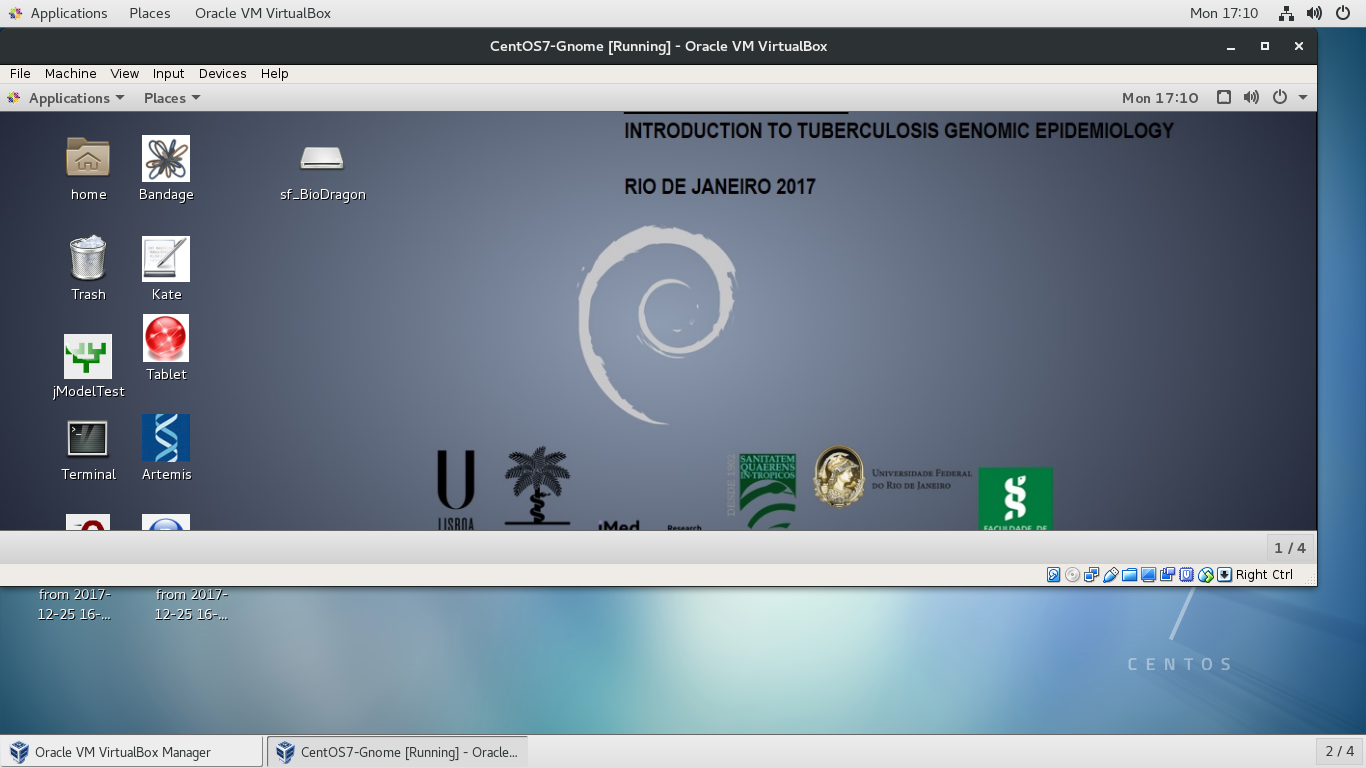 Applications Places Oracle VM VirtualBox Mon 17:10
CentOS7-Gnome [Running] - Oracle VM VirtualBox
File Machine View Input Devices Help
Applications Places Mon 17:10
INTRODUCTION TO TUBERCULOSIS GENOMIC EPIDEMIOLOGY
RIO DE JANEIRO 2017
home Bandage sf_BioDragon
Trash Kate
Tablet
jModelTest
Terminal Artemis
U
LISBOA
iMed Research
DESDE 1902
SANITATEM
QUAERENS
IN·TROPICOS
UNIVERSIDADE FEDERAL
DO RIO DE JANEIRO
FACULDADE DE
1 / 4
Right Ctrl
from 2017-
12-25 16-...
from 2017-
12-25 16-...
7
CENTOS
Oracle VM VirtualBox Manager CentOS7-Gnome [Running] - Oracle... 2 / 4